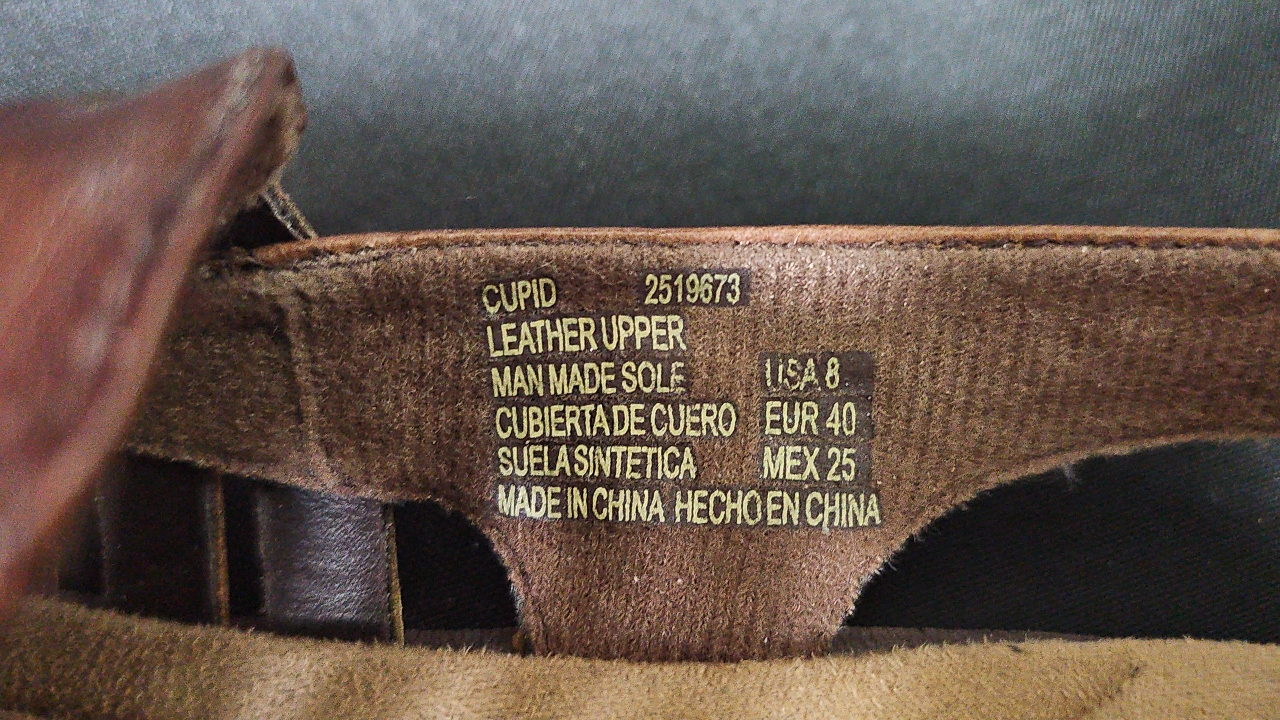 CUPID 2519673
LEATHER UPPER
MAN MADE SOLE USA 8
CUBIERTA DE CUERO EUR 40
SUELA SINTETICA MEX 25
MADE IN CHINA HECHO EN CHINA